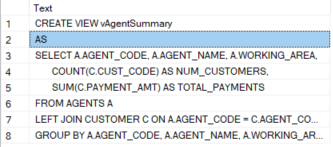 Text
1 CREATE VIEW vAgentSummary
2 AS
3 SELECT A.AGENT_CODE, A.AGENT_NAME, A.WORKING_AREA,
4 COUNT(C.CUST_CODE) AS NUM_CUSTOMERS,
5 SUM(C.PAYMENT_AMT) AS TOTAL_PAYMENTS
6 FROM AGENTS A
7 LEFT JOIN CUSTOMER C ON A.AGENT_CODE = C.AGENT_CO...
8 GROUP BY A.AGENT_CODE, A.AGENT_NAME, A.WORKING_AR...